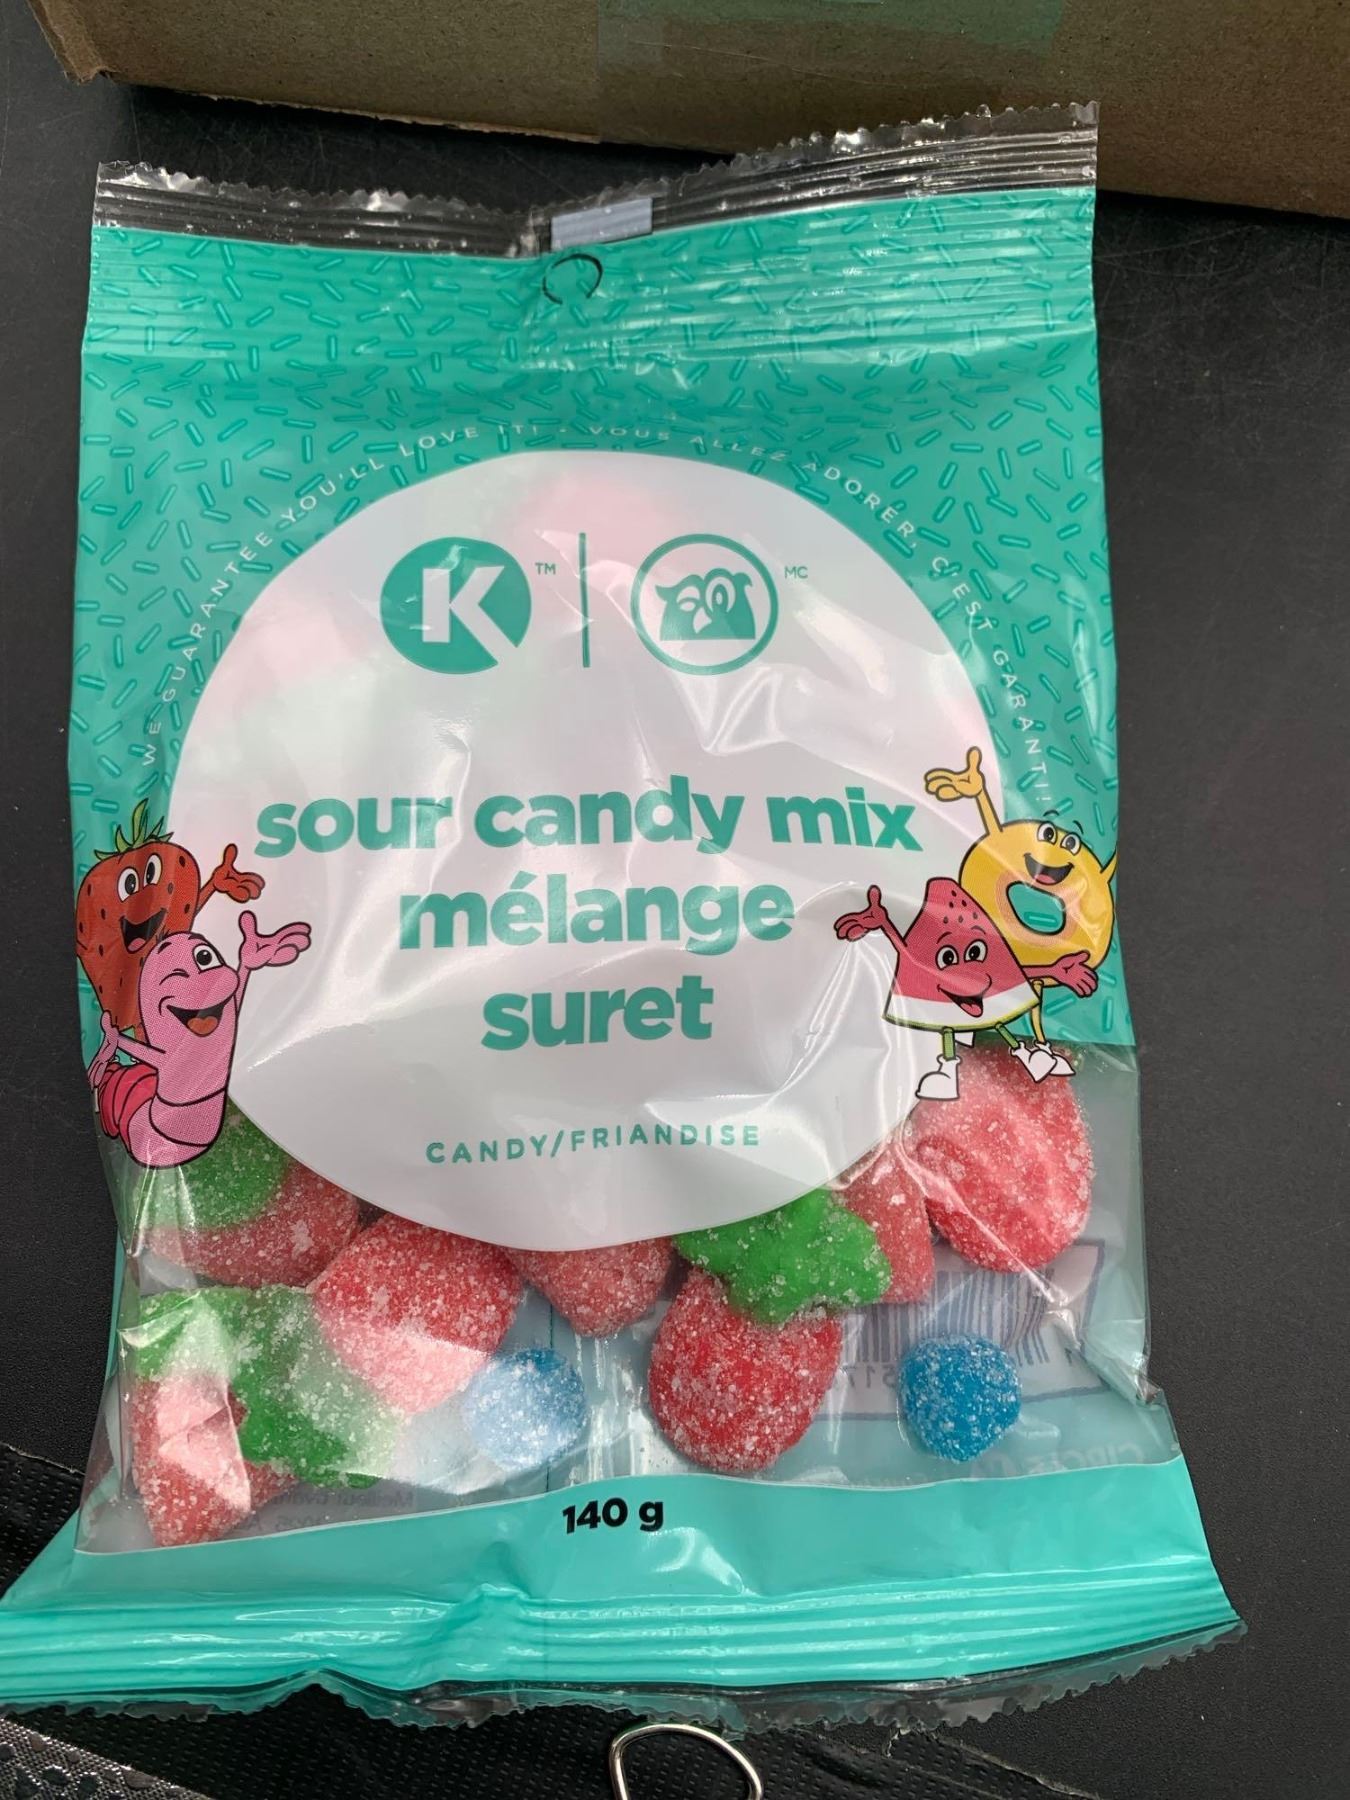 WE GUARANTEE YOU'LL LOVE IT! • VOUS ALLEZ ADORER, C'EST GARANTI!
K TM MC
sour candy mix
mélange
suret
CANDY/FRIANDISE
140 g